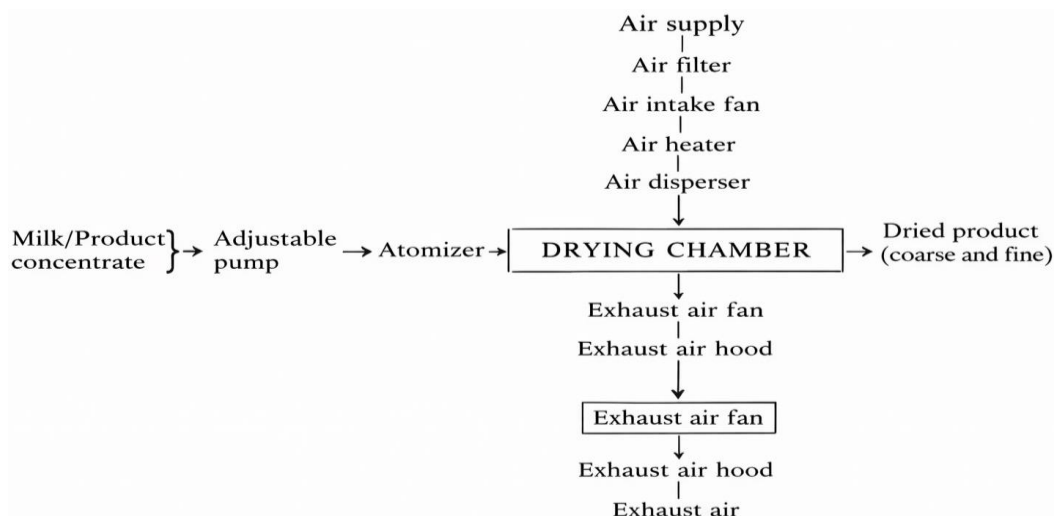 Air supply
Air filter
Air intake fan
Air heater
Air disperser
Milk/Product
concentrate
Adjustable
pump
Atomizer
DRYING CHAMBER
Dried product
(coarse and fine)
Exhaust air fan
Exhaust air hood
Exhaust air fan
Exhaust air hood
Exhaust air